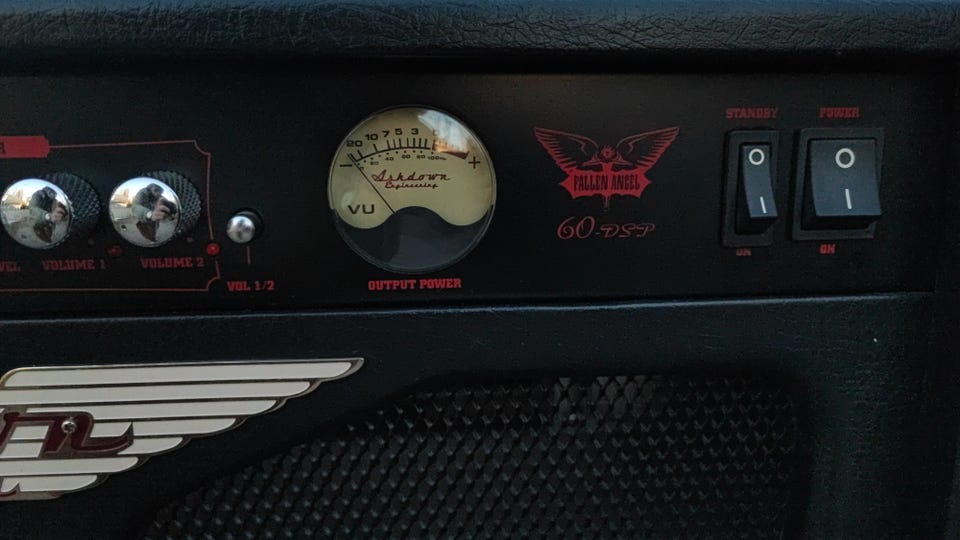 STANDBY
POWER
20 10 7 5 3
- +
20 40 60 80 100%
Ashdown
Engineering
VU
FALLEN ANGEL
60-DSP
O
I
O
I
ON
ON
VOLUME 1
VOLUME 2
VOL 1/2
OUTPUT POWER